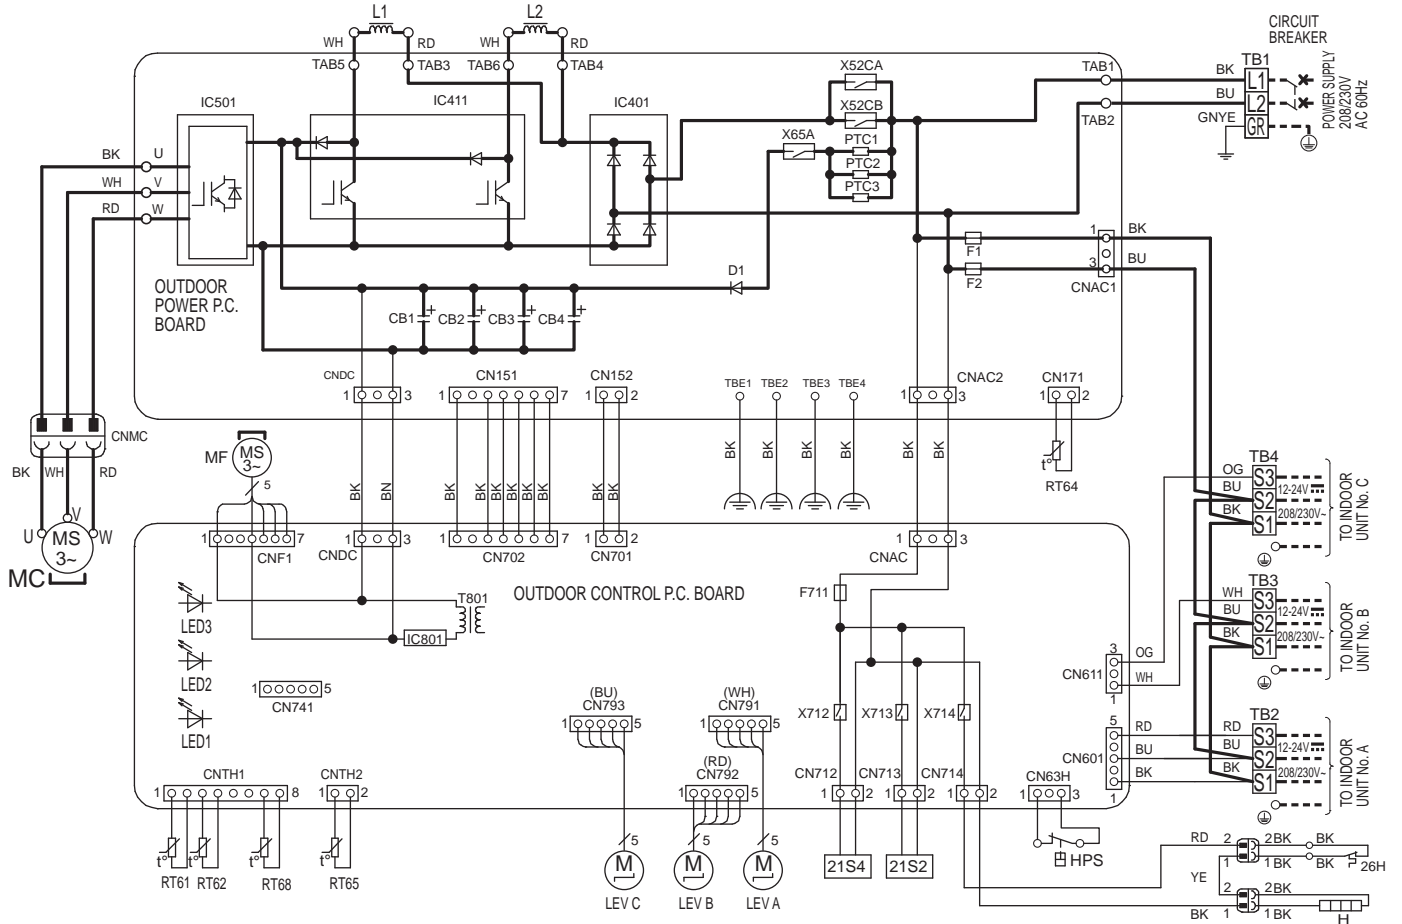 L1
L2
CIRCUIT
BREAKER
WH
RD
WH
RD
TAB5
TAB3
TAB6
TAB4
X52CA
TAB1
BK
TB1
L1
IC501
IC411
IC401
X52CB
BU
L2
POWER SUPPLY
208/230V
AC 60Hz
TAB2
GNYE
GR
X65A
PTC1
PTC2
PTC3
BK
U
WH
V
RD
W
1
BK
F1
BU
3
F2
CNAC1
OUTDOOR
POWER P.C.
BOARD
D1
CB1
+
CB2
+
CB3
+
CB4
+
CNDC
1
3
CN151
1
7
CN152
1
2
TBE1
TBE2
TBE3
TBE4
CNAC2
1
3
CN171
1
2
CNMC
BK
WH
RD
MF
MS
3~
5
BK
BN
BK
BK
BK
BK
BK
BK
BK
BK
BK
BK
BK
BK
BK
BK
t°
RT64
TB4
OG
S3
BU
12-24V
S2
BK
208/230V~
S1
TO INDOOR
UNIT No. C
U
V
W
MS
3~
MC
1
7
CNF1
CNDC
1
3
1
7
CN702
1
2
CN701
CNAC
1
3
OUTDOOR CONTROL P.C. BOARD
F711
T801
IC801
LED3
LED2
LED1
TB3
WH
S3
BU
12-24V
S2
BK
208/230V~
S1
TO INDOOR
UNIT No. B
3
OG
CN611
WH
1
1
5
CN741
(BU)
CN793
1
5
(WH)
CN791
1
5
X712
X713
X714
TB2
5
RD
RD
S3
BU
BU
12-24V
CN601
S2
BK
BK
208/230V~
S1
1
TO INDOOR
UNIT No. A
(RD)
CN792
1
5
CN712
1
2
CN713
1
2
CN714
1
2
CN63H
1
3
CNTH1
1
8
CNTH2
1
2
t°
t°
t°
t°
RT61
RT62
RT68
RT65
5
M
LEV C
5
M
LEV B
5
M
LEV A
21S4
21S2
HPS
RD
2
2BK
BK
1
1BK
BK
26H
YE
2
2BK
BK
1
1BK
H